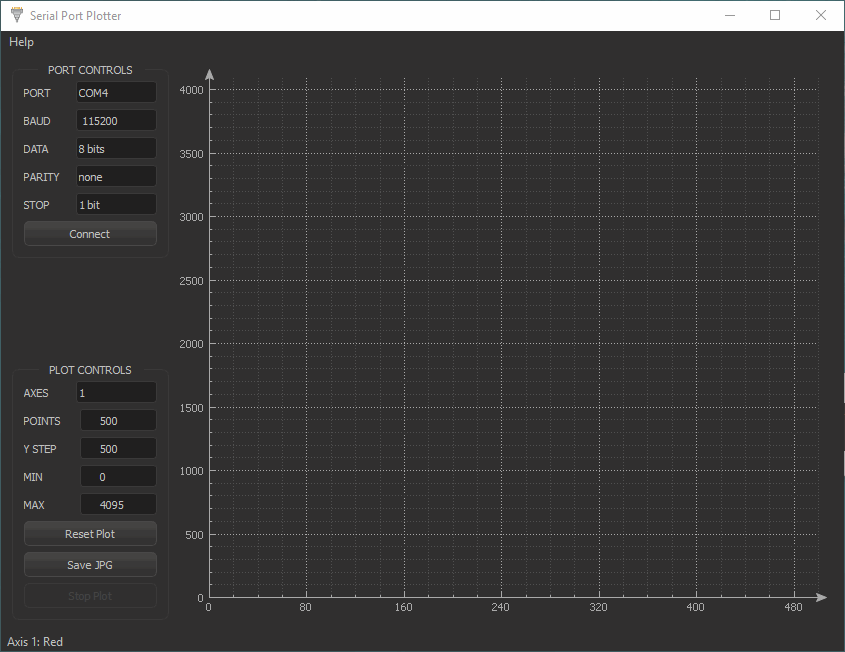 Serial Port Plotter
Help
PORT CONTROLS
PORT COM4
BAUD 115200
DATA 8 bits
PARITY none
STOP 1 bit
Connect
PLOT CONTROLS
AXES 1
POINTS 500
Y STEP 500
MIN 0
MAX 4095
Reset Plot
Save JPG
Stop Plot
4000
3500
3000
2500
2000
1500
1000
500
0
0 80 160 240 320 400 480
Axis 1: Red